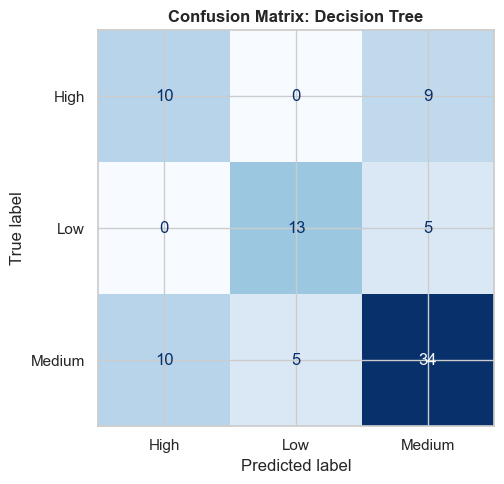 Confusion Matrix: Decision Tree
High
10 0 9
Low
0 13 5
True label
Medium
10 5 34
High Low Medium
Predicted label